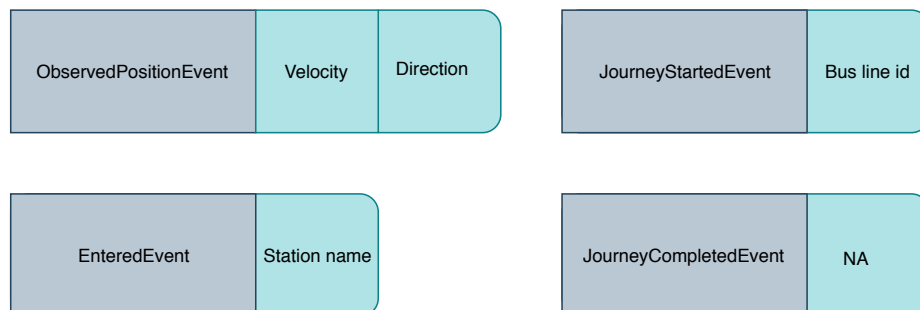 ObservedPositionEvent
Velocity
Direction
JourneyStartedEvent
Bus line id
EnteredEvent
Station name
JourneyCompletedEvent
NA